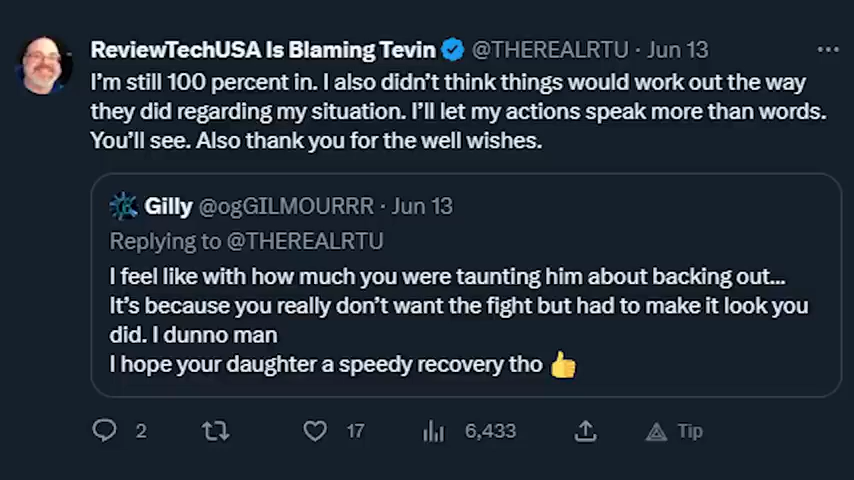 ReviewTechUSA Is Blaming Tevin @THEREALRTU · Jun 13 ...
I'm still 100 percent in. I also didn't think things would work out the way
they did regarding my situation. I'll let my actions speak more than words.
You'll see. Also thank you for the well wishes.
Gilly @ogGILMOURRR · Jun 13
Replying to @THEREALRTU
I feel like with how much you were taunting him about backing out...
It's because you really don't want the fight but had to make it look you
did. I dunno man
I hope your daughter a speedy recovery tho 👍
2 17 6,433 Tip